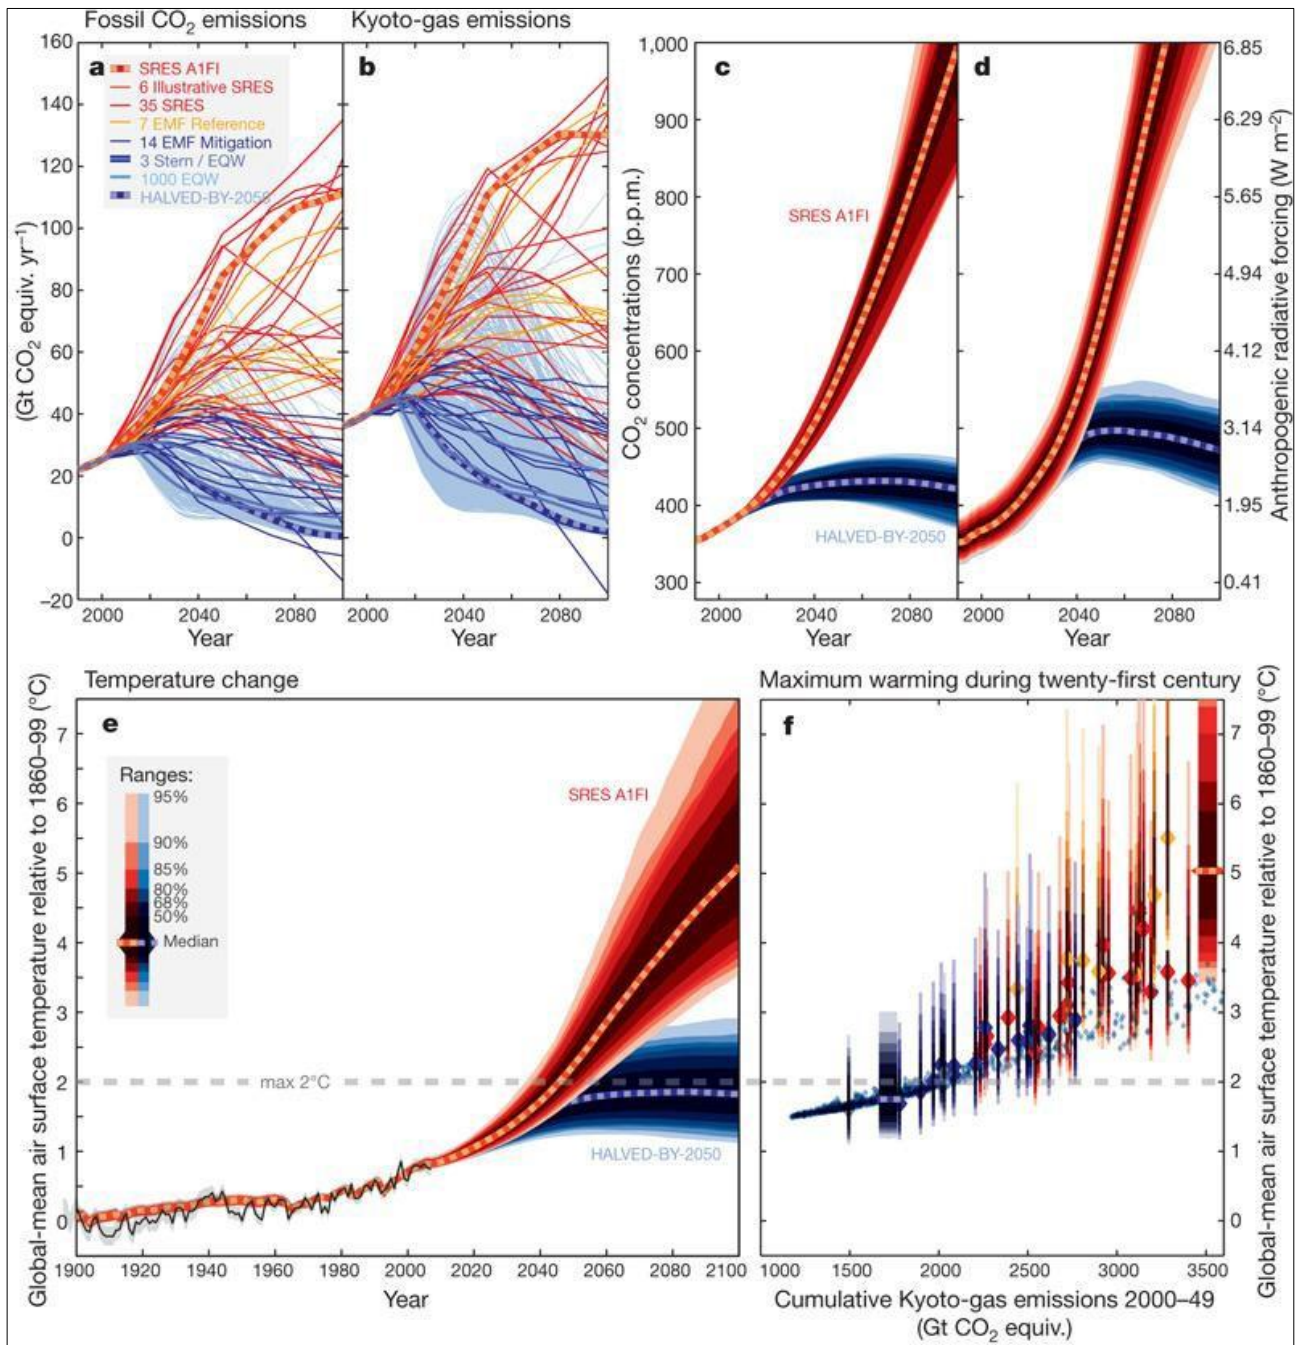 Fossil CO2 emissions
Kyoto-gas emissions
160
140
120
100
80
60
40
20
0
–20
(Gt CO2 equiv. yr−1)
a
SRES A1FI
6 Illustrative SRES
35 SRES
7 EMF Reference
14 EMF Mitigation
3 Stern / EQW
1000 EQW
HALVED-BY-2050
2000 2040 2080
Year
b
2000 2040 2080
Year
1,000
900
800
700
600
500
400
300
CO2 concentrations (p.p.m.)
c
SRES A1FI
HALVED-BY-2050
2000 2040 2080
Year
d
2000 2040 2080
Year
6.85
6.29
5.65
4.94
4.12
3.14
1.95
0.41
Anthropogenic radiative forcing (W m−2)
Temperature change
Global-mean air surface temperature relative to 1860–99 (°C)
7
6
5
4
3
2
1
0
e
Ranges:
95%
90%
85%
80%
68%
50%
Median
SRES A1FI
max 2°C
HALVED-BY-2050
1900 1920 1940 1960 1980 2000 2020 2040 2060 2080 2100
Year
Maximum warming during twenty-first century
f
7
6
5
4
3
2
1
0
Global-mean air surface temperature relative to 1860–99 (°C)
1000 1500 2000 2500 3000 3500
Cumulative Kyoto-gas emissions 2000–49
(Gt CO2 equiv.)